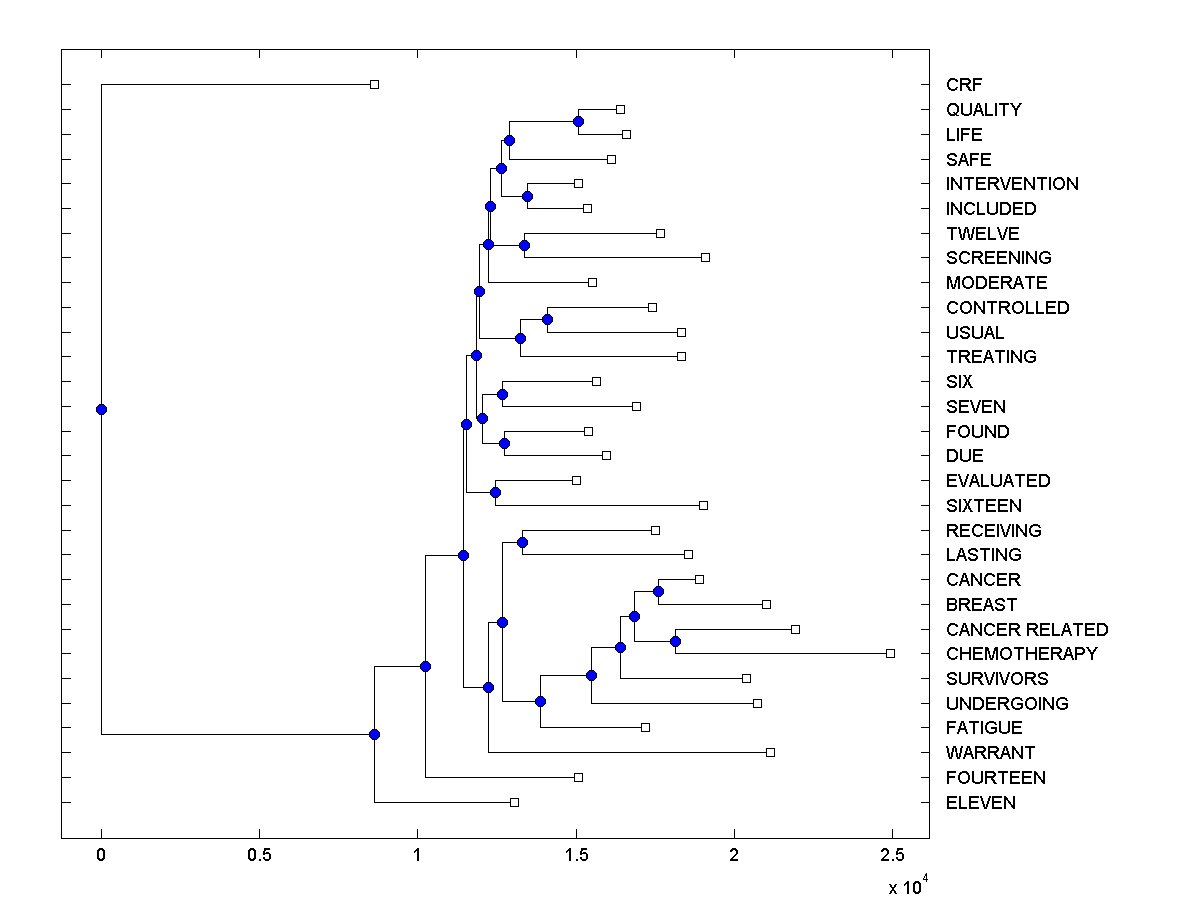 CRF
QUALITY
LIFE
SAFE
INTERVENTION
INCLUDED
TWELVE
SCREENING
MODERATE
CONTROLLED
USUAL
TREATING
SIX
SEVEN
FOUND
DUE
EVALUATED
SIXTEEN
RECEIVING
LASTING
CANCER
BREAST
CANCER RELATED
CHEMOTHERAPY
SURVIVORS
UNDERGOING
FATIGUE
WARRANT
FOURTEEN
ELEVEN
0 0.5 1 1.5 2 2.5
x 10^4